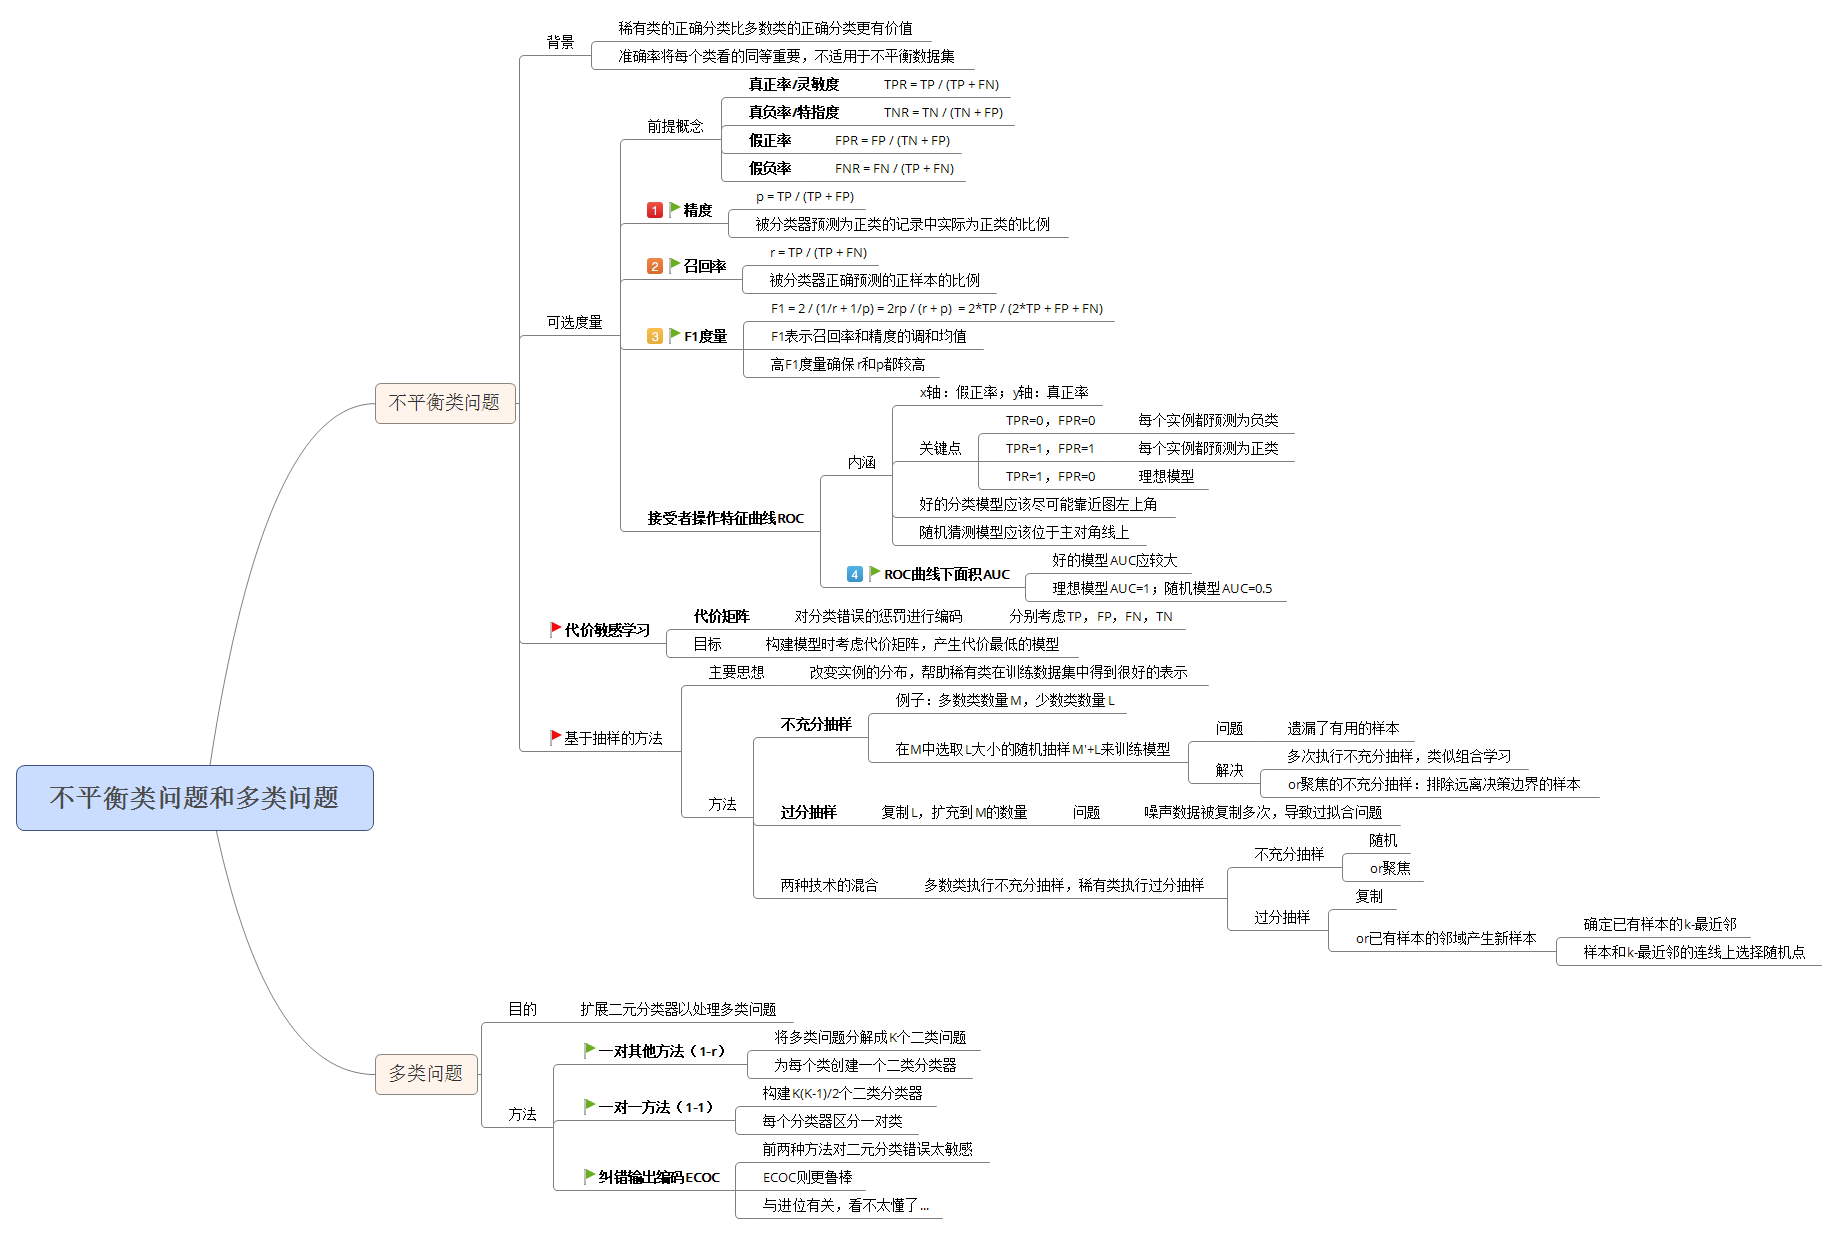 不平衡类问题和多类问题
不平衡类问题
背景
稀有类的正确分类比多数类的正确分类更有价值
准确率将每个类看的同等重要，不适用于不平衡数据集
可选度量
前提概念
真正率/灵敏度 TPR = TP / (TP + FN)
真负率/特指度 TNR = TN / (TN + FP)
假正率 FPR = FP / (TN + FP)
假负率 FNR = FN / (TP + FN)
1 精度
p = TP / (TP + FP)
被分类器预测为正类的记录中实际为正类的比例
2 召回率
r = TP / (TP + FN)
被分类器正确预测的正样本的比例
3 F1度量
F1 = 2 / (1/r + 1/p) = 2rp / (r + p) = 2*TP / (2*TP + FP + FN)
F1表示召回率和精度的调和均值
高F1度量确保r和p都较高
接受者操作特征曲线ROC
内涵
x轴：假正率；y轴：真正率
关键点
TPR=0，FPR=0 每个实例都预测为负类
TPR=1，FPR=1 每个实例都预测为正类
TPR=1，FPR=0 理想模型
好的分类模型应该尽可能靠近图左上角
随机猜测模型应该位于主对角线上
4 ROC曲线下面积AUC
好的模型AUC应较大
理想模型AUC=1；随机模型AUC=0.5
代价敏感学习
代价矩阵 对分类错误的惩罚进行编码 分别考虑TP，FP，FN，TN
目标 构建模型时考虑代价矩阵，产生代价最低的模型
基于抽样的方法
主要思想 改变实例的分布，帮助稀有类在训练数据集中得到很好的表示
方法
不充分抽样
例子：多数类数量M，少数类数量L
在M中选取L大小的随机抽样M'+L来训练模型
问题 遗漏了有用的样本
解决
多次执行不充分抽样，类似组合学习
or聚焦的不充分抽样：排除远离决策边界的样本
过分抽样 复制L，扩充到M的数量 问题 噪声数据被复制多次，导致过拟合问题
两种技术的混合 多数类执行不充分抽样，稀有类执行过分抽样
不充分抽样
随机
or聚焦
过分抽样
复制
or已有样本的邻域产生新样本
确定已有样本的k-最近邻
样本和k-最近邻的连线上选择随机点
多类问题
目的 扩展二元分类器以处理多类问题
方法
一对其他方法（1-r）
将多类问题分解成K个二类问题
为每个类创建一个二类分类器
一对一方法（1-1）
构建K(K-1)/2个二类分类器
每个分类器区分一对类
纠错输出编码ECOC
前两种方法对二元分类错误太敏感
ECOC则更鲁棒
与进位有关，看不太懂了...